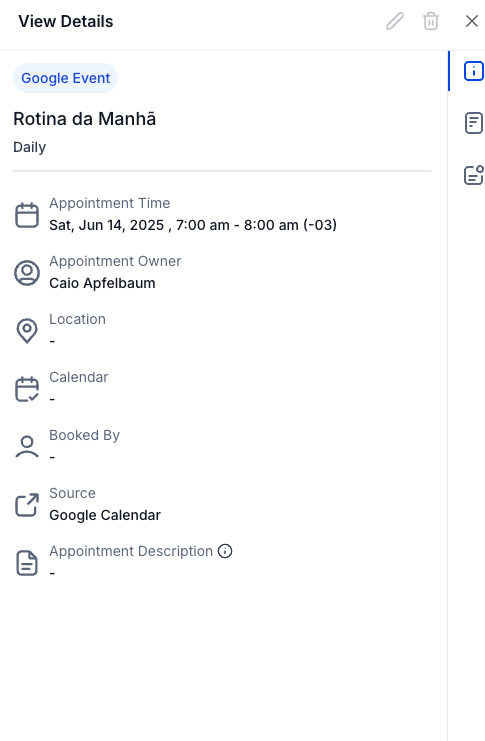 View Details
Google Event
Rotina da Manhã
Daily
Appointment Time
Sat, Jun 14, 2025 , 7:00 am - 8:00 am (-03)
Appointment Owner
Caio Apfelbaum
Location
-
Calendar
-
Booked By
-
Source
Google Calendar
Appointment Description
-